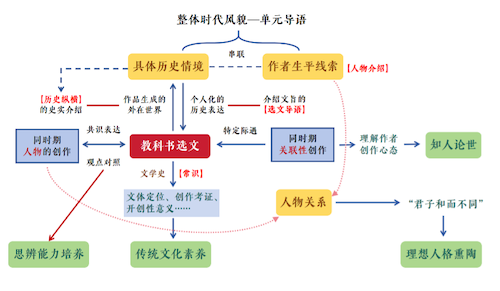 整体时代风貌—单元导语
具体历史情境
串联
作者生平线索
【人物介绍】
【历史纵横】
的史实介绍
作品生成的
外在世界
个人化的
历史表达
介绍文旨的
【选文导语】
同时期
人物的创作
共识表达
观点对照
教科书选文
特定际遇
同时期
关联性创作
理解作者
创作心态
知人论世
文学史
【常识】
文体定位、创作考证、
开创性意义……
人物关系
“君子和而不同”
思辨能力培养
传统文化素养
理想人格熏陶